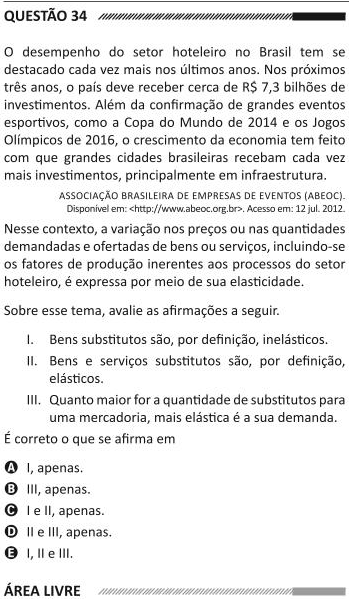 QUESTÃO 34
O desempenho do setor hoteleiro no Brasil tem se
destacado cada vez mais nos últimos anos. Nos próximos
três anos, o país deve receber cerca de R$ 7,3 bilhões de
investimentos. Além da confirmação de grandes eventos
esportivos, como a Copa do Mundo de 2014 e os Jogos
Olímpicos de 2016, o crescimento da economia tem feito
com que grandes cidades brasileiras recebam cada vez
mais investimentos, principalmente em infraestrutura.
ASSOCIAÇÃO BRASILEIRA DE EMPRESAS DE EVENTOS (ABEOC).
Disponível em: <http://www.abeoc.org.br>. Acesso em: 12 jul. 2012.
Nesse contexto, a variação nos preços ou nas quantidades
demandadas e ofertadas de bens ou serviços, incluindo-se
os fatores de produção inerentes aos processos do setor
hoteleiro, é expressa por meio de sua elasticidade.
Sobre esse tema, avalie as afirmações a seguir.
I. Bens substitutos são, por definição, inelásticos.
II. Bens e serviços substitutos são, por definição,
elásticos.
III. Quanto maior for a quantidade de substitutos para
uma mercadoria, mais elástica é a sua demanda.
É correto o que se afirma em
A I, apenas.
B III, apenas.
C I e II, apenas.
D II e III, apenas.
E I, II e III.
ÁREA LIVRE